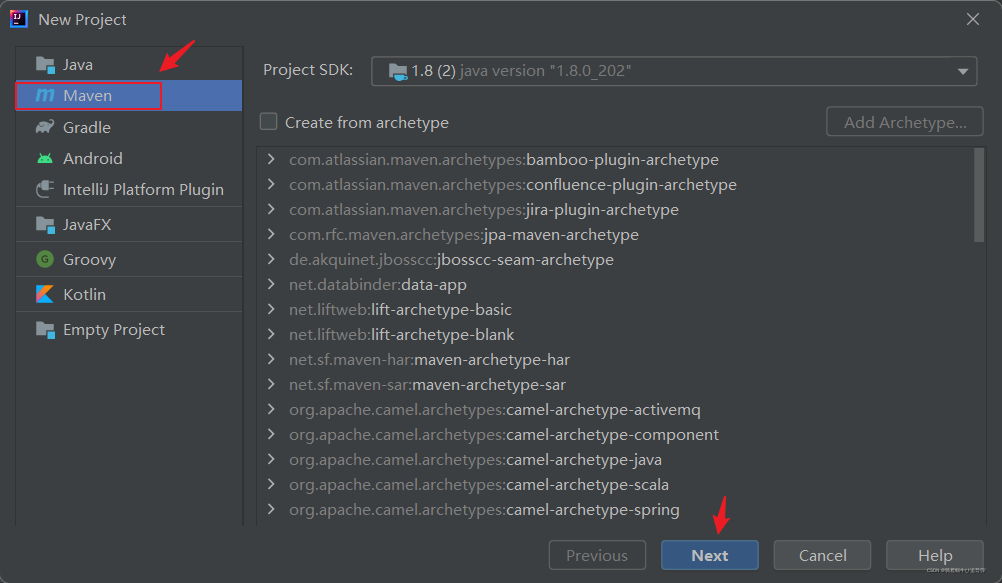 New Project
Java
Maven
Gradle
Android
IntelliJ Platform Plugin
JavaFX
Groovy
Kotlin
Empty Project
Project SDK:
1.8 (2) java version "1.8.0_202"
Create from archetype
Add Archetype...
com.atlassian.maven.archetypes:bamboo-plugin-archetype
com.atlassian.maven.archetypes:confluence-plugin-archetype
com.atlassian.maven.archetypes:jira-plugin-archetype
com.rfc.maven.archetypes:jpa-maven-archetype
de.akquinet.jbosscc:jbosscc-seam-archetype
net.databinder:data-app
net.liftweb:lift-archetype-basic
net.liftweb:lift-archetype-blank
net.sf.maven-har:maven-archetype-har
net.sf.maven-sar:maven-archetype-sar
org.apache.camel.archetypes:camel-archetype-activemq
org.apache.camel.archetypes:camel-archetype-component
org.apache.camel.archetypes:camel-archetype-java
org.apache.camel.archetypes:camel-archetype-scala
org.apache.camel.archetypes:camel-archetype-spring
Previous
Next
Cancel
Help
CSDN